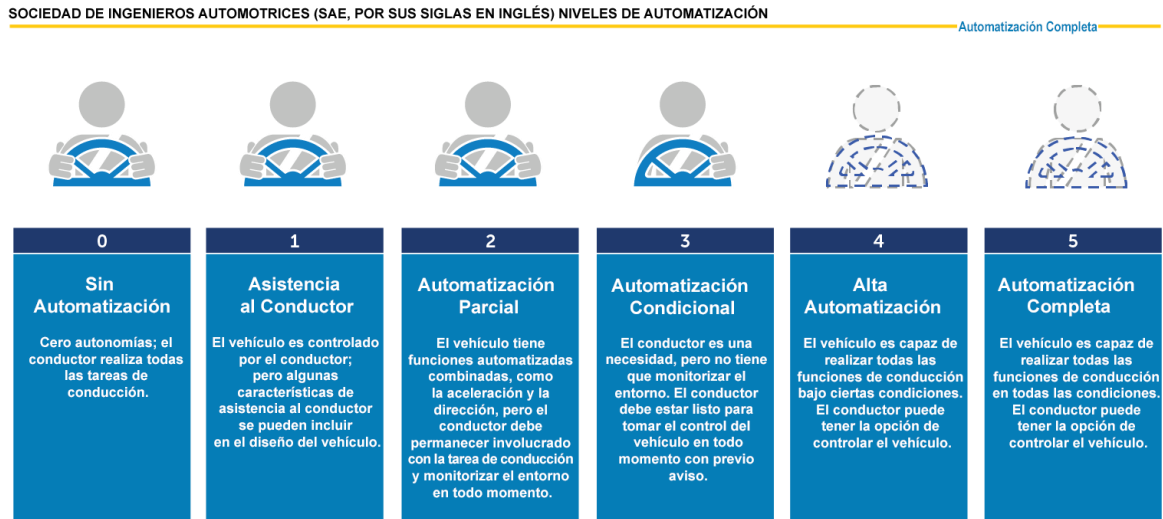 SOCIEDAD DE INGENIEROS AUTOMOTRICES (SAE, POR SUS SIGLAS EN INGLÉS) NIVELES DE AUTOMATIZACIÓN
Automatización Completa
0
Sin
Automatización
Cero autonomías; el
conductor realiza todas
las tareas de
conducción.
1
Asistencia
al Conductor
El vehículo es controlado
por el conductor;
pero algunas
características de
asistencia al conductor
se pueden incluir
en el diseño del vehículo.
2
Automatización
Parcial
El vehículo tiene
funciones automatizadas
combinadas, como
la aceleración y la
dirección, pero el
conductor debe
permanecer involucrado
con la tarea de conducción
y monitorizar el entorno
en todo momento.
3
Automatización
Condicional
El conductor es una
necesidad, pero no tiene
que monitorizar el
entorno. El conductor
debe estar listo para
tomar el control del
vehículo en todo
momento con previo
aviso.
4
Alta
Automatización
El vehículo es capaz de
realizar todas las
funciones de conducción
bajo ciertas condiciones.
El conductor puede
tener la opción de
controlar el vehículo.
5
Automatización
Completa
El vehículo es capaz de
realizar todas las
funciones de conducción
en todas las condiciones.
El conductor puede
tener la opción de
controlar el vehículo.